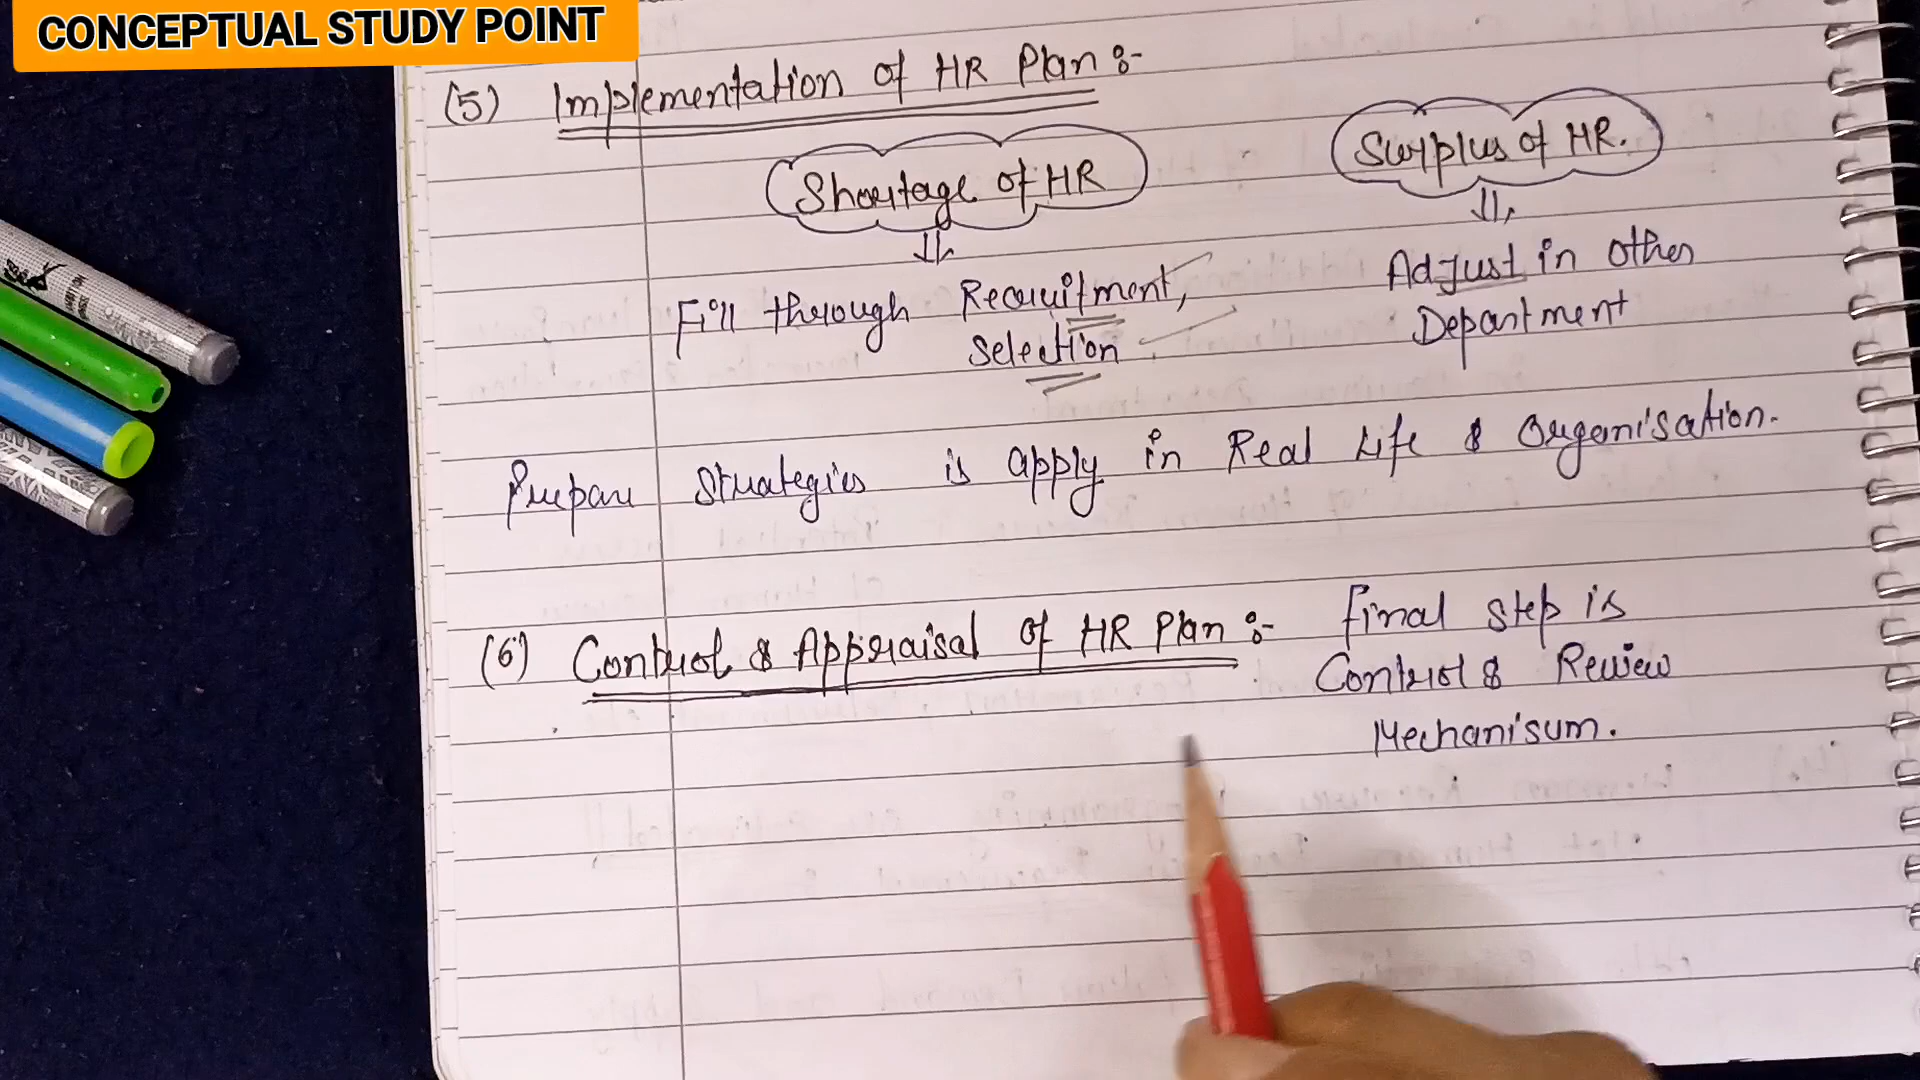 CONCEPTUAL STUDY POINT
(5) Implementation of HR Plan :-
Shortage of HR
Surplus of HR.
Fill through Recruitment,
Selection
Adjust in other
Department
Prepare Strategies is apply in Real Life & Organisation.
(6) Control & Appraisal of HR Plan :-
Final step is
Control & Review
Mechanisum.